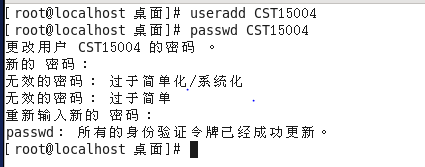 [root@localhost 桌面]# useradd CST15004
[root@localhost 桌面]# passwd CST15004
更改用户 CST15004 的密码 。
新的 密码：
无效的密码： 过于简单化/系统化
无效的密码： 过于简单
重新输入新的 密码：
passwd： 所有的身份验证令牌已经成功更新。
[root@localhost 桌面]#